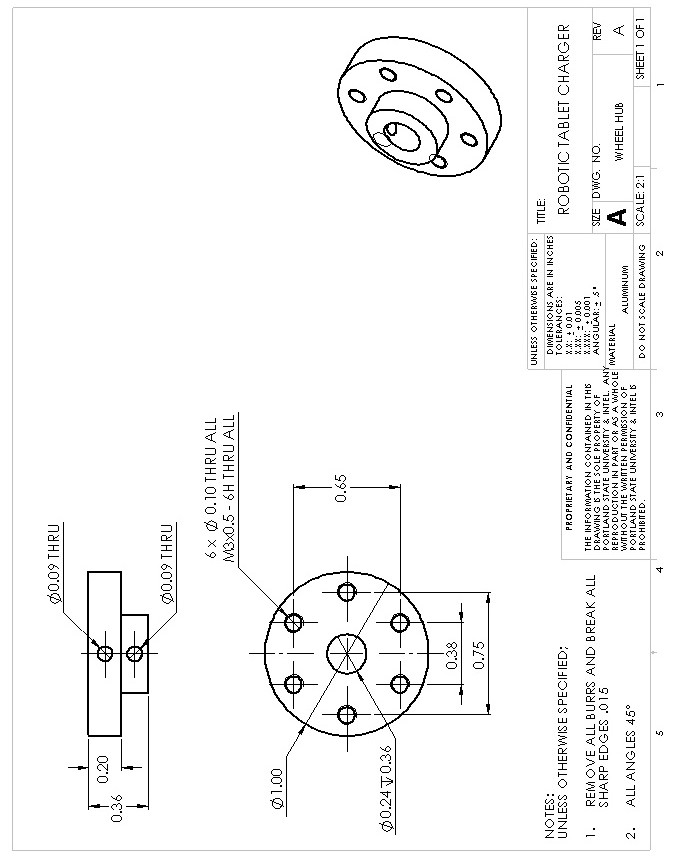 Ø0.09 THRU
Ø0.09 THRU
0.20
0.36
6 x Ø 0.10 THRU ALL
M3x0.5 - 6H THRU ALL
0.65
0.38
0.75
Ø1.00
Ø0.24 ↧ 0.36
NOTES:
UNLESS OTHERWISE SPECIFIED:
1. REMOVE ALL BURRS AND BREAK ALL
SHARP EDGES .015
2. ALL ANGLES 45°
PROPRIETARY AND CONFIDENTIAL
THE INFORMATION CONTAINED IN THIS
DRAWING IS THE SOLE PROPERTY OF
PORTLAND STATE UNIVERSITY & INTEL. ANY
REPRODUCTION IN PART OR AS A WHOLE
WITHOUT THE WRITTEN PERMISSION OF
PORTLAND STATE UNIVERSITY & INTEL IS
PROHIBITED.
UNLESS OTHERWISE SPECIFIED:
DIMENSIONS ARE IN INCHES
TOLERANCES:
X.X: ± 0.01
X.XX: ± 0.005
X.XXX: ± 0.001
ANGULAR: ± .5°
MATERIAL
ALUMINUM
DO NOT SCALE DRAWING
TITLE:
ROBOTIC TABLET CHARGER
SIZE DWG. NO. REV
A WHEEL HUB A
SCALE: 2:1 SHEET 1 OF 1
5 4 3 2 1